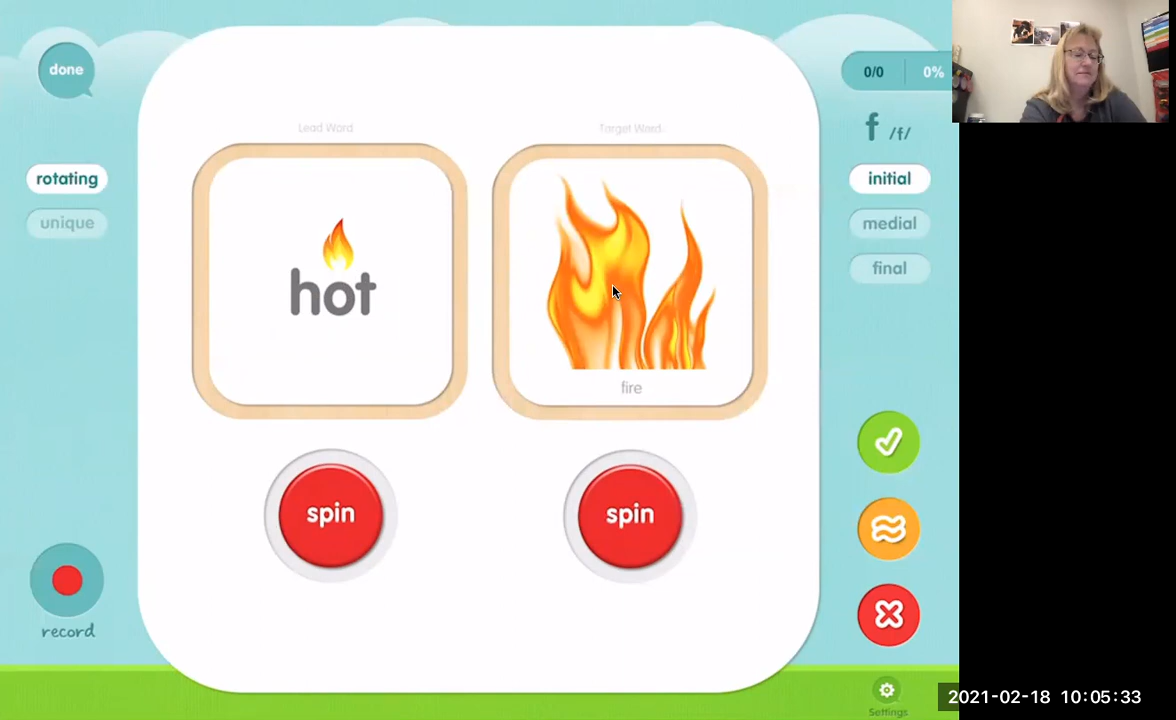 done
0/0 0%
Lead Word
Target Word
f /f/
rotating
initial
unique
medial
final
hot
fire
spin
spin
record
2021-02-18 10:05:33
Settings